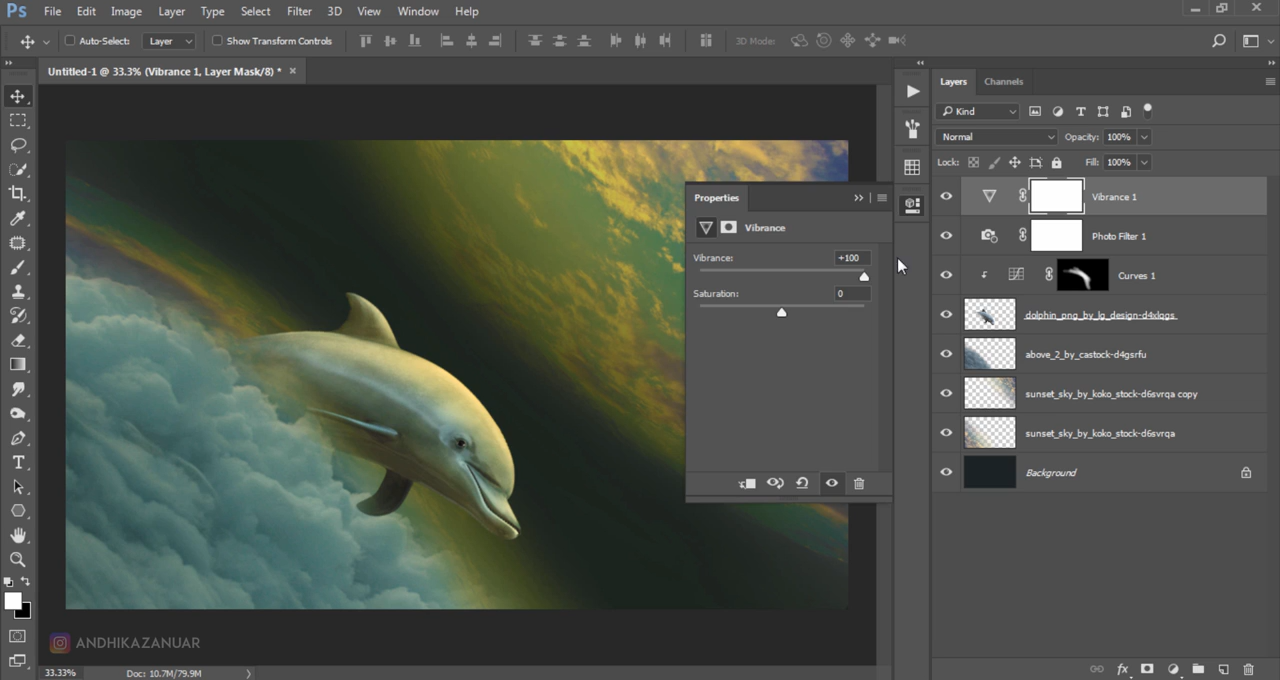 Ps File Edit Image Layer Type Select Filter 3D View Window Help
Auto-Select: Layer Show Transform Controls 3D Mode:
Untitled-1 @ 33.3% (Vibrance 1, Layer Mask/8) *
Layers Channels
Kind
Normal Opacity: 100%
Lock: Fill: 100%
Properties
Vibrance
Vibrance: +100
Saturation: 0
Vibrance 1
Photo Filter 1
Curves 1
dolphin_png_by_lg_design-d4xlqgs
above_2_by_castock-d4gsrfu
sunset_sky_by_koko_stock-d6svrqa copy
sunset_sky_by_koko_stock-d6svrqa
Background
ANDHIKAZANUAR
33.33% Doc: 10.7M/79.9M
fx